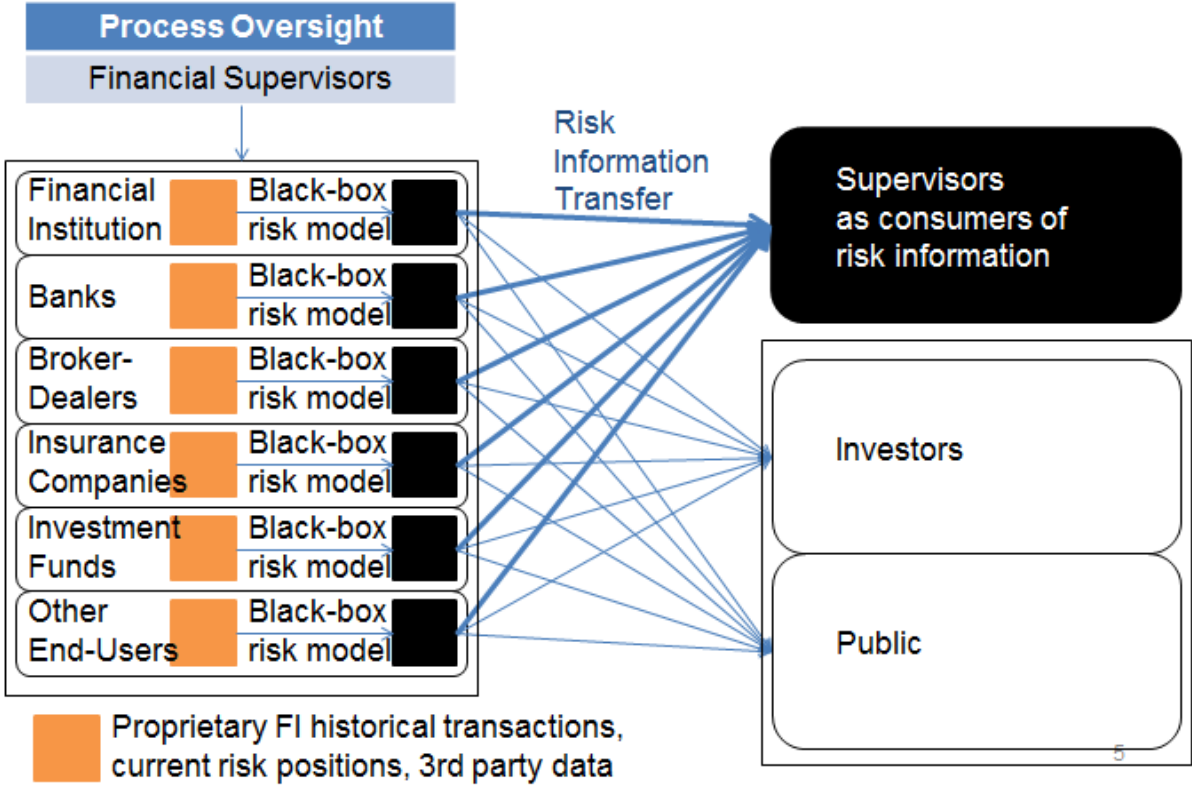 Process Oversight
Financial Supervisors
Risk
Information
Transfer
Financial
Institution
Black-box
risk model
Banks
Black-box
risk model
Broker-
Dealers
Black-box
risk model
Insurance
Companies
Black-box
risk model
Investment
Funds
Black-box
risk model
Other
End-Users
Black-box
risk model
Supervisors
as consumers of
risk information
Investors
Public
5
Proprietary FI historical transactions,
current risk positions, 3rd party data